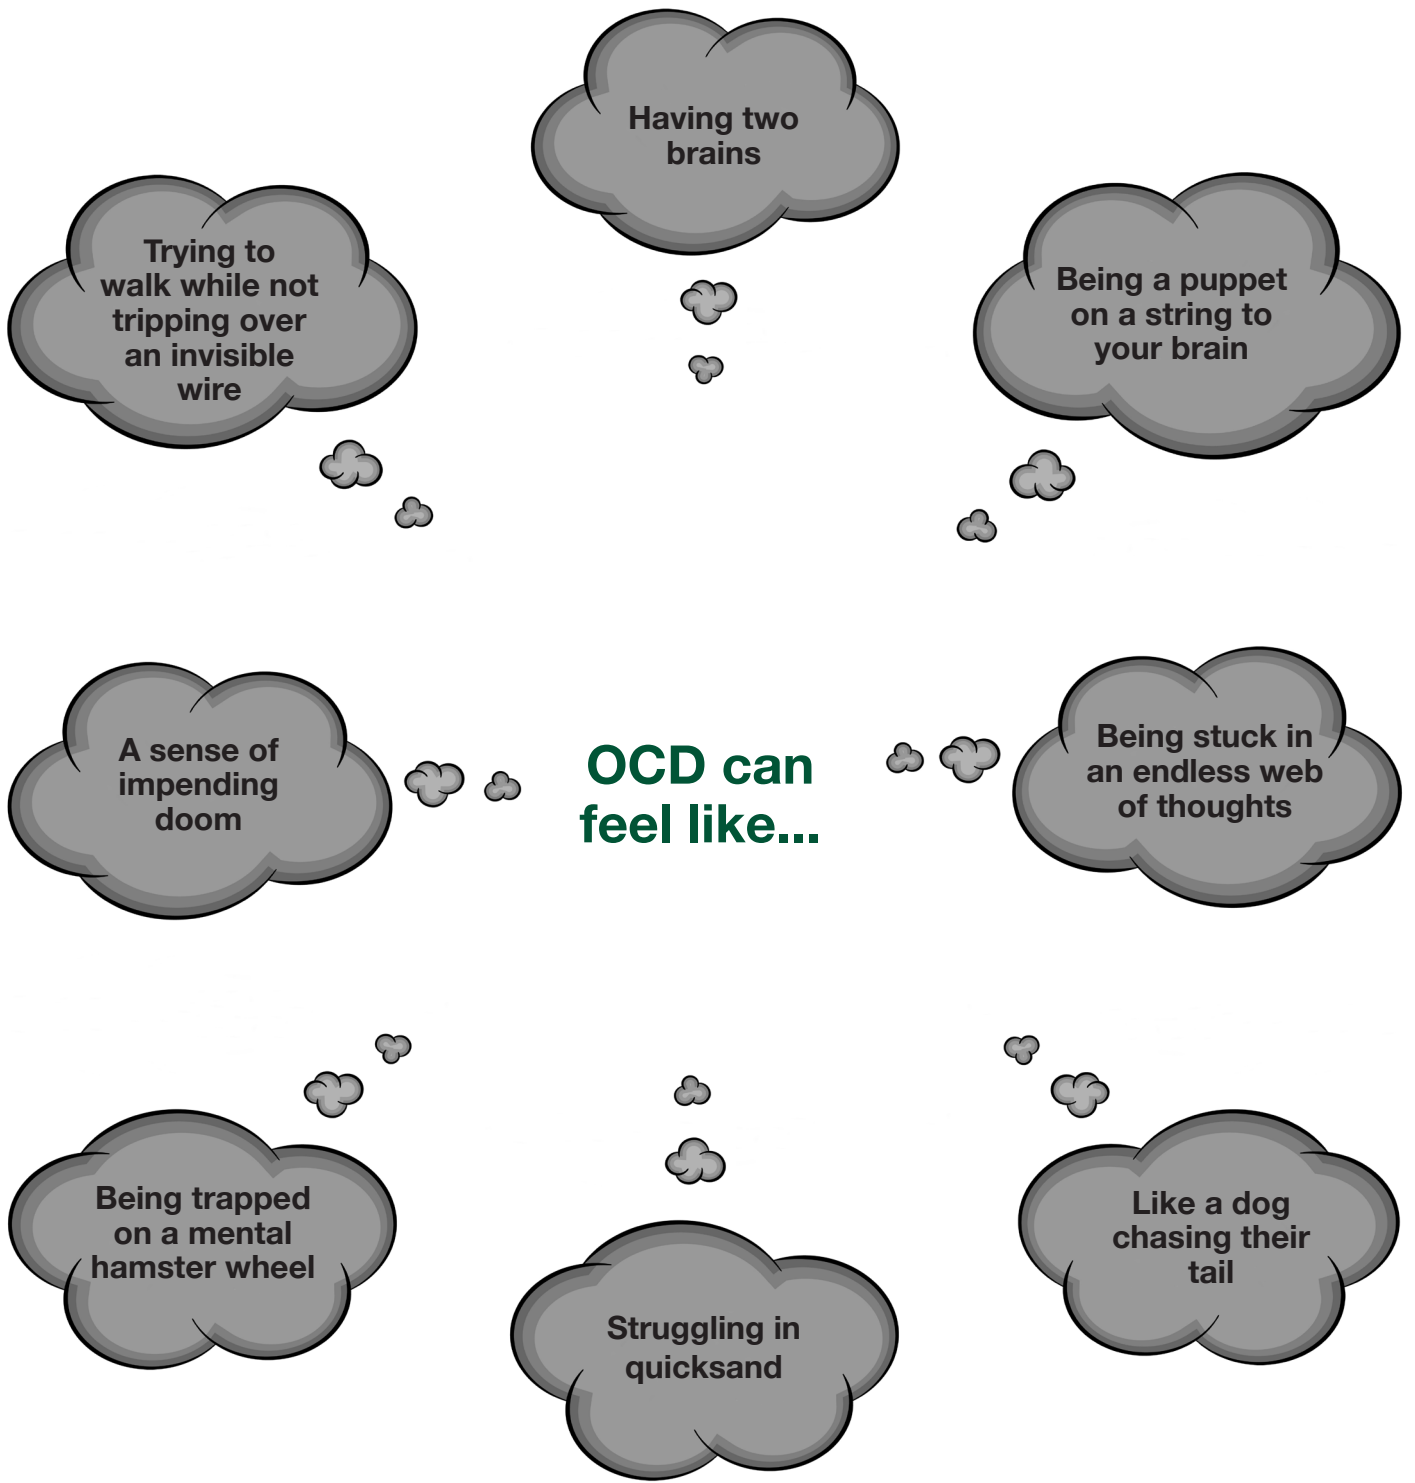 Having two
brains
Trying to
walk while not
tripping over
an invisible
wire
Being a puppet
on a string to
your brain
A sense of
impending
doom
OCD can
feel like...
Being stuck in
an endless web
of thoughts
Being trapped
on a mental
hamster wheel
Struggling in
quicksand
Like a dog
chasing their
tail